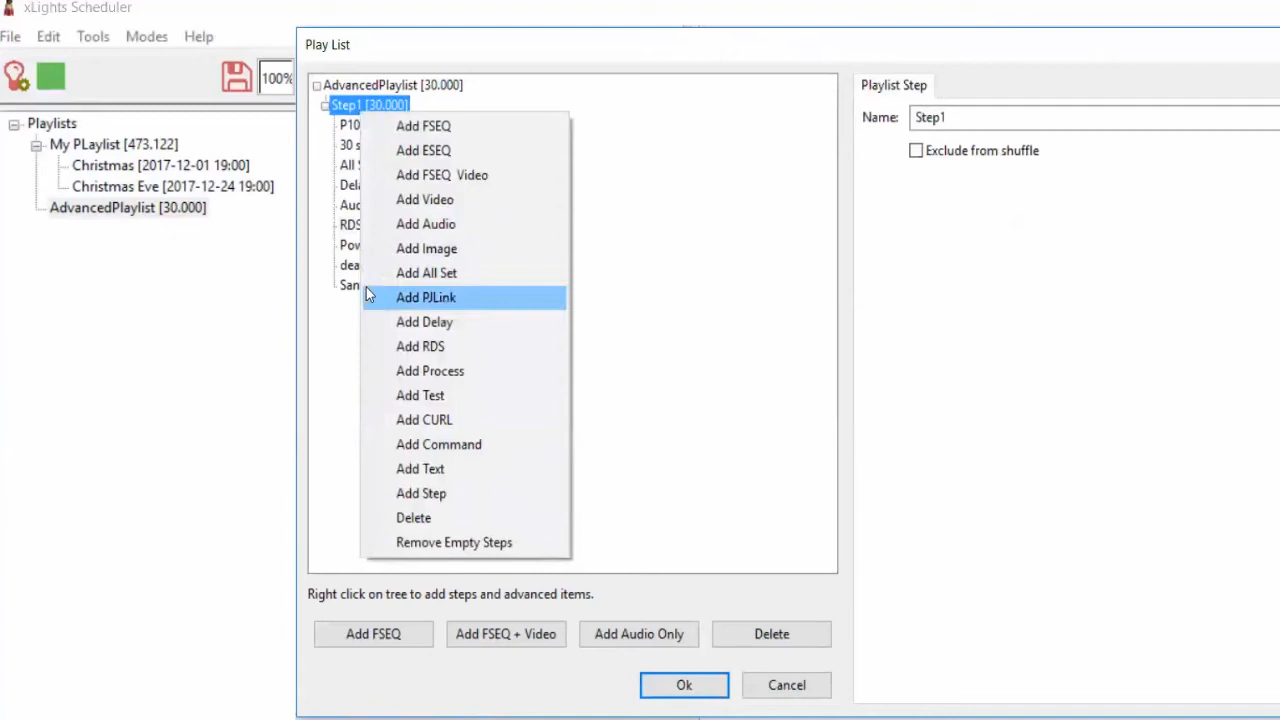 xLights Scheduler
File Edit Tools Modes Help
100%
Playlists
My PLaylist [473.122]
Christmas [2017-12-01 19:00]
Christmas Eve [2017-12-24 19:00]
AdvancedPlaylist [30.000]
Play List
AdvancedPlaylist [30.000]
Step1 [30.000]
P10
30 s
All S
Dela
Aud
RDS
Pow
dea
San
Add FSEQ
Add ESEQ
Add FSEQ Video
Add Video
Add Audio
Add Image
Add All Set
Add PJLink
Add Delay
Add RDS
Add Process
Add Test
Add CURL
Add Command
Add Text
Add Step
Delete
Remove Empty Steps
Right click on tree to add steps and advanced items.
Add FSEQ Add FSEQ + Video Add Audio Only Delete
Ok Cancel
Playlist Step
Name: Step1
Exclude from shuffle